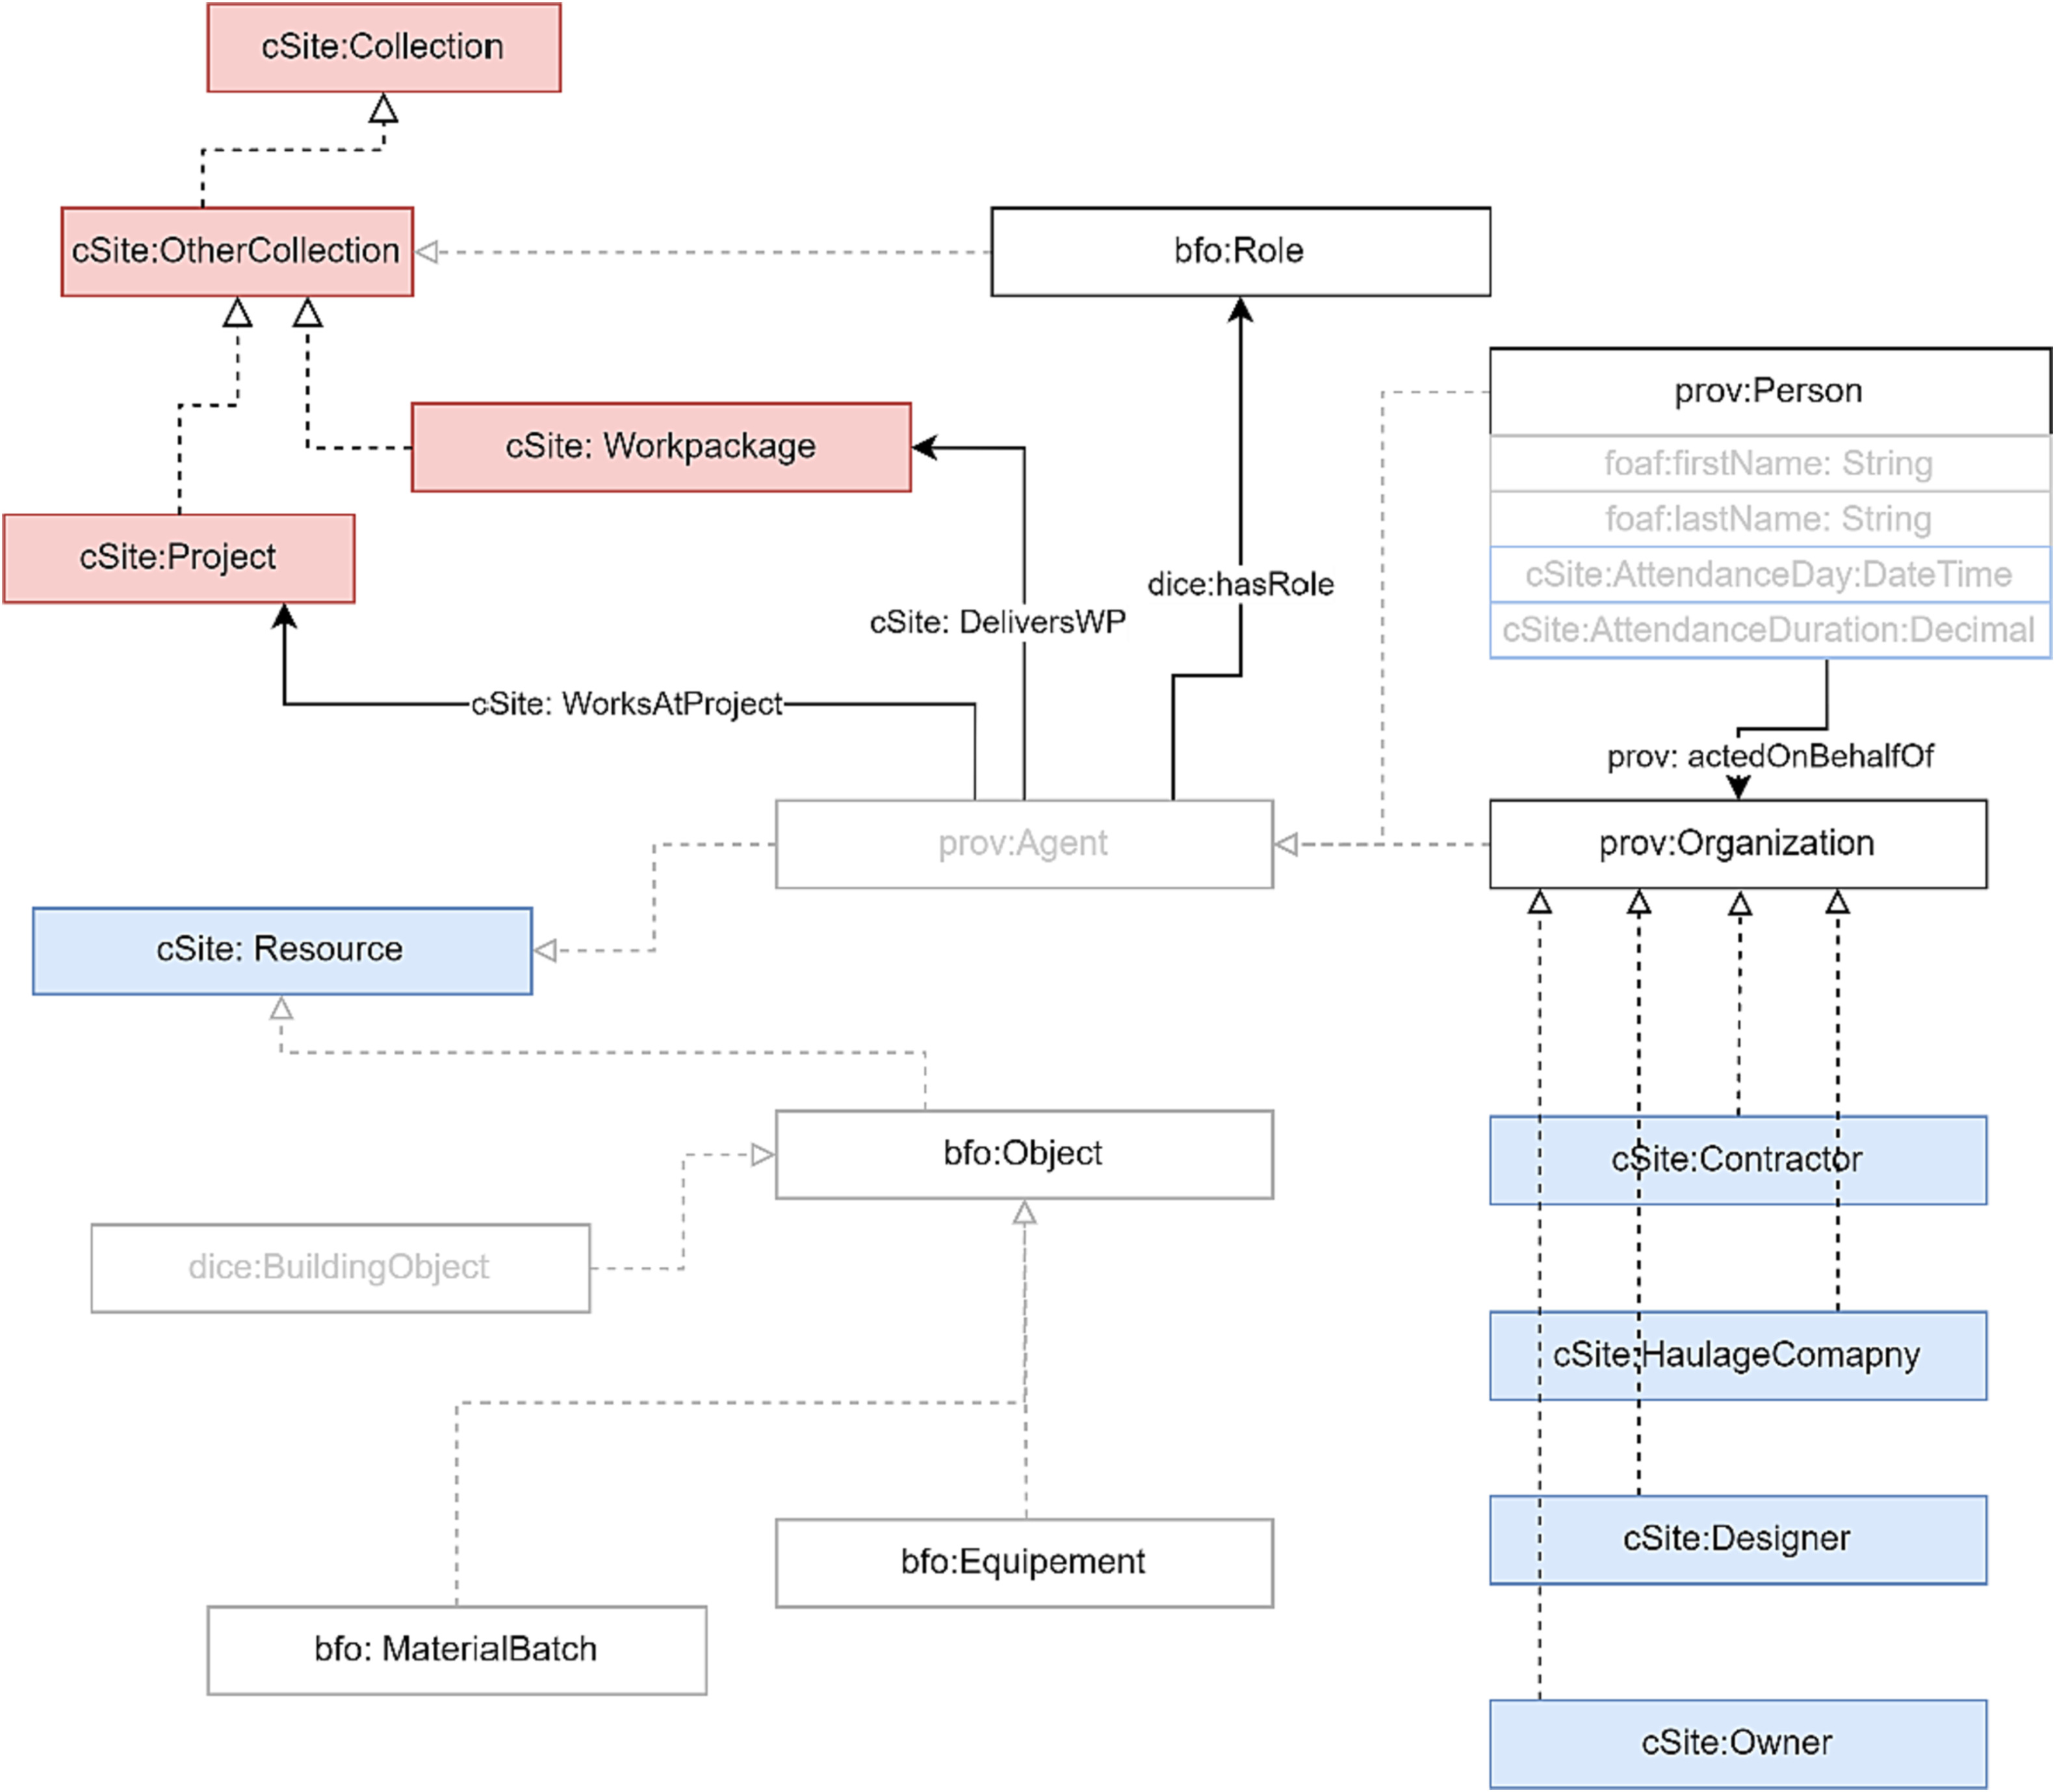 cSite:Collection
cSite:OtherCollection
bfo:Role
prov:Person
cSite: Workpackage
foaf:firstName: String
foaf:lastName: String
cSite:Project
cSite:AttendanceDay:DateTime
dice:hasRole
cSite: DeliversWP
cSite:AttendanceDuration:Decimal
cSite: WorksAtProject
prov: actedOnBehalfOf
prov:Agent
prov:Organization
cSite: Resource
bfo:Object
cSite:Contractor
dice:BuildingObject
cSite:HaulageComapny
cSite:Designer
bfo:Equipement
bfo: MaterialBatch
cSite:Owner